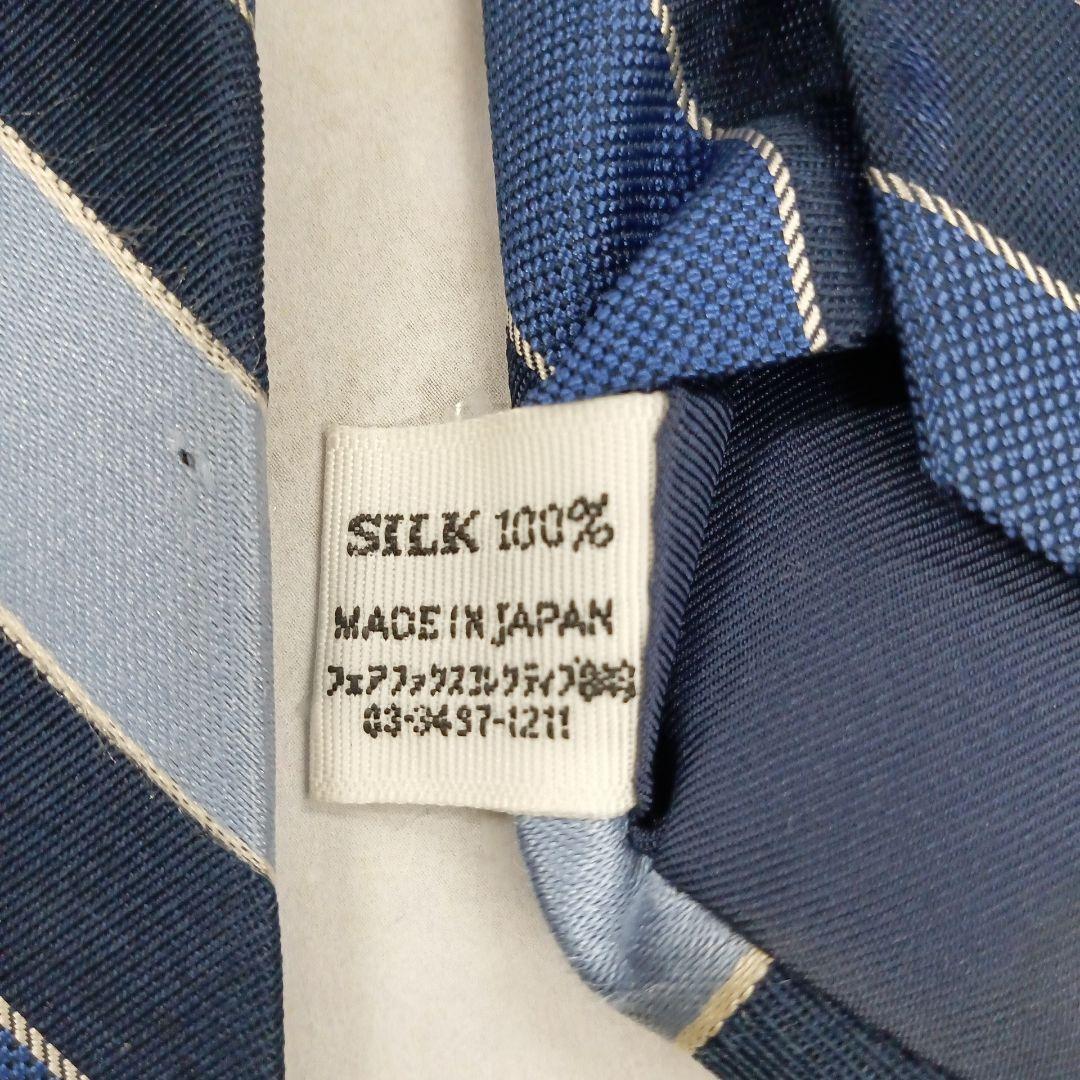 SILK 100%
MADE IN JAPAN
フェアファックスコレクティブ㈱
03-3497-1211